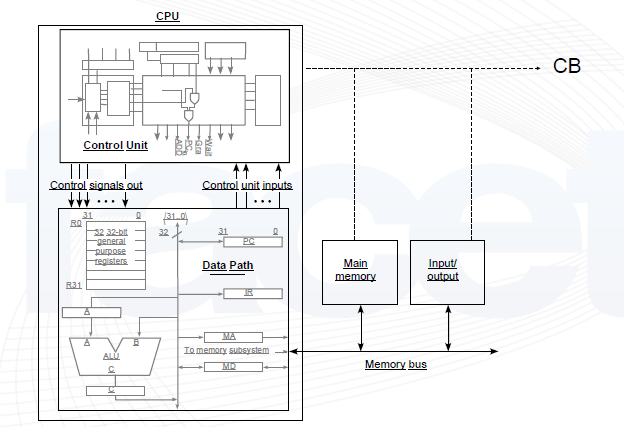 CPU
CB
ADD
PC
Gra
Wait
Control Unit
Control signals out
Control unit inputs
• • •
• • •
31 0
R0
32 32-bit
general
purpose
registers
R31
⟨31..0⟩
32
31 0
PC
Data Path
IR
A
A B
ALU
C
C
MA
To memory subsystem
MD
Main
memory
Input/
output
Memory bus